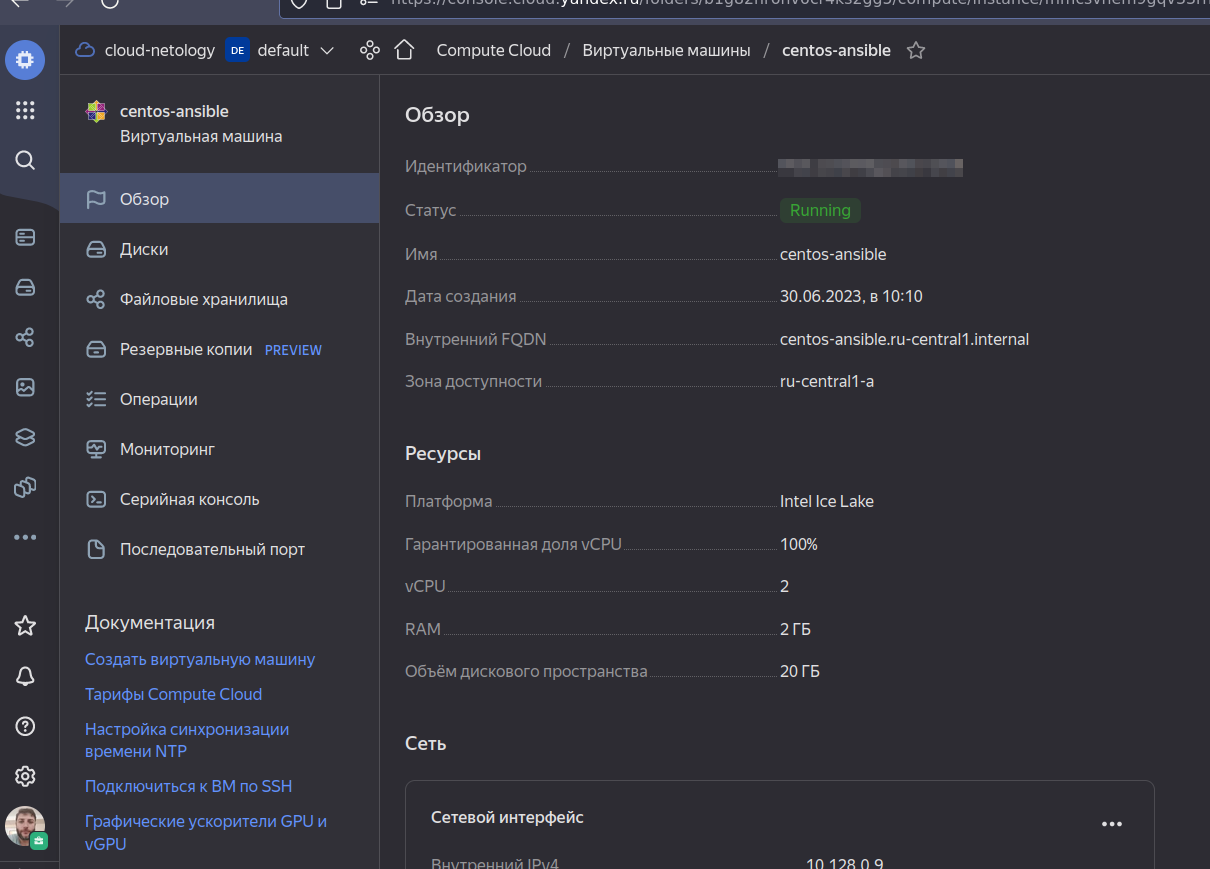 cloud-netology DE default
Compute Cloud / Виртуальные машины / centos-ansible
centos-ansible
Виртуальная машина
Обзор
Диски
Файловые хранилища
Резервные копии PREVIEW
Операции
Мониторинг
Серийная консоль
Последовательный порт
Документация
Создать виртуальную машину
Тарифы Compute Cloud
Настройка синхронизации
времени NTP
Подключиться к ВМ по SSH
Графические ускорители GPU и
vGPU
Обзор
Идентификатор
Статус Running
Имя centos-ansible
Дата создания 30.06.2023, в 10:10
Внутренний FQDN centos-ansible.ru-central1.internal
Зона доступности ru-central1-a
Ресурсы
Платформа Intel Ice Lake
Гарантированная доля vCPU 100%
vCPU 2
RAM 2 ГБ
Объём дискового пространства 20 ГБ
Сеть
Сетевой интерфейс
Внутренний IPv4 10.128.0.9